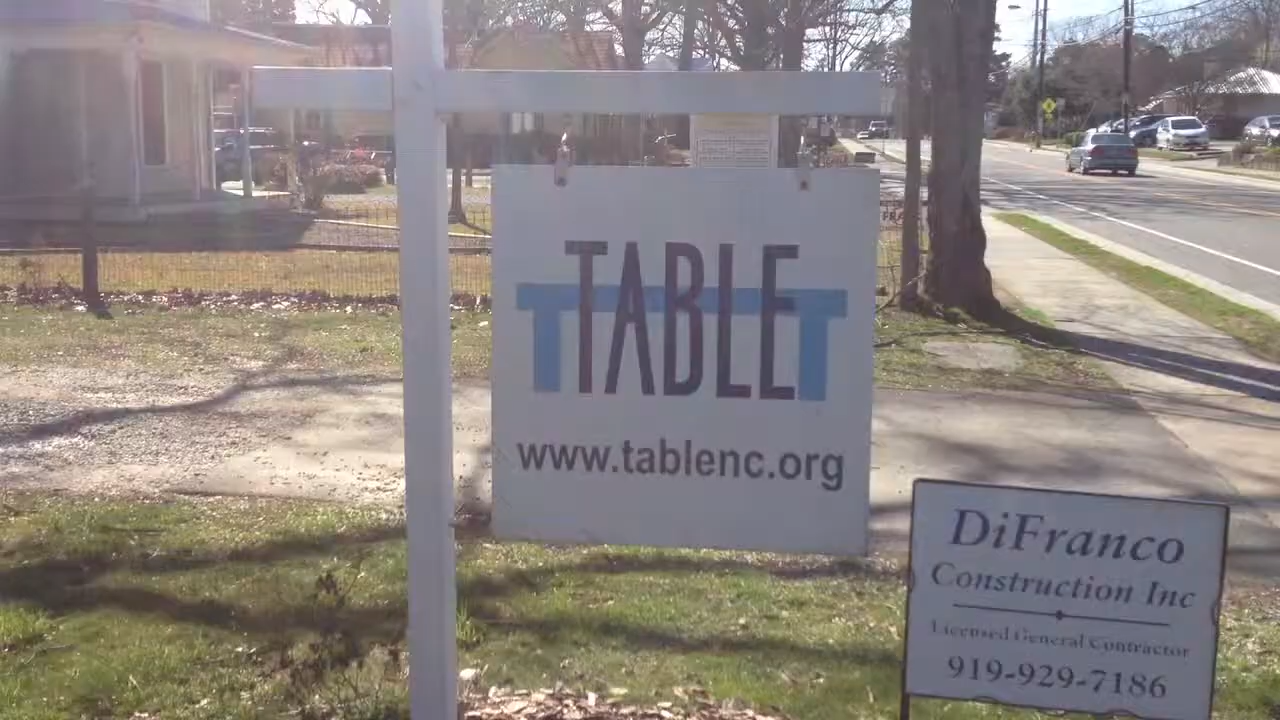 TABLE
www.tablenc.org
DiFranco
Construction Inc
Licensed General Contractor
919-929-7186